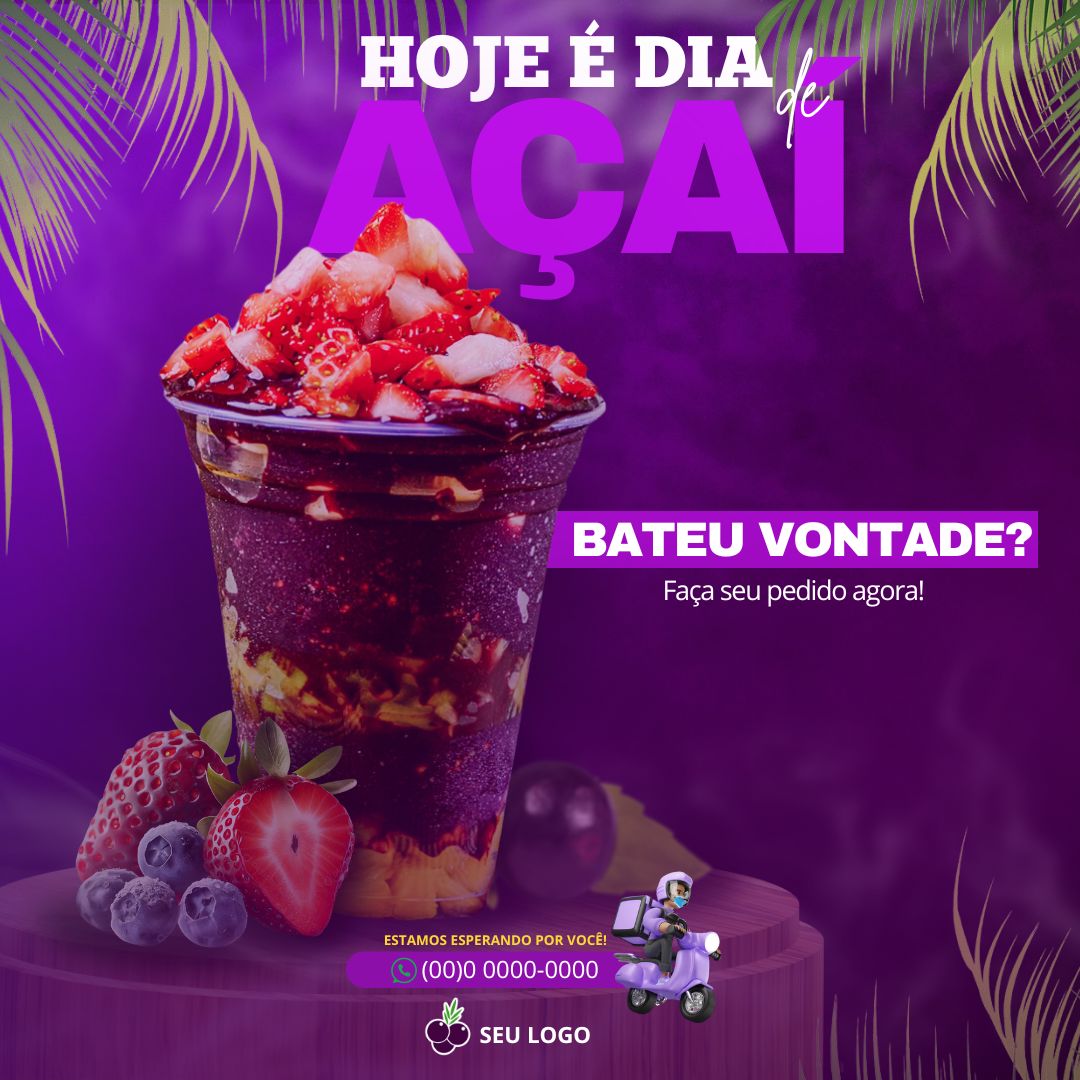 HOJE É DIA
de
AÇAÍ
BATEU VONTADE?
Faça seu pedido agora!
ESTAMOS ESPERANDO POR VOCÊ!
(00)0 0000-0000
SEU LOGO